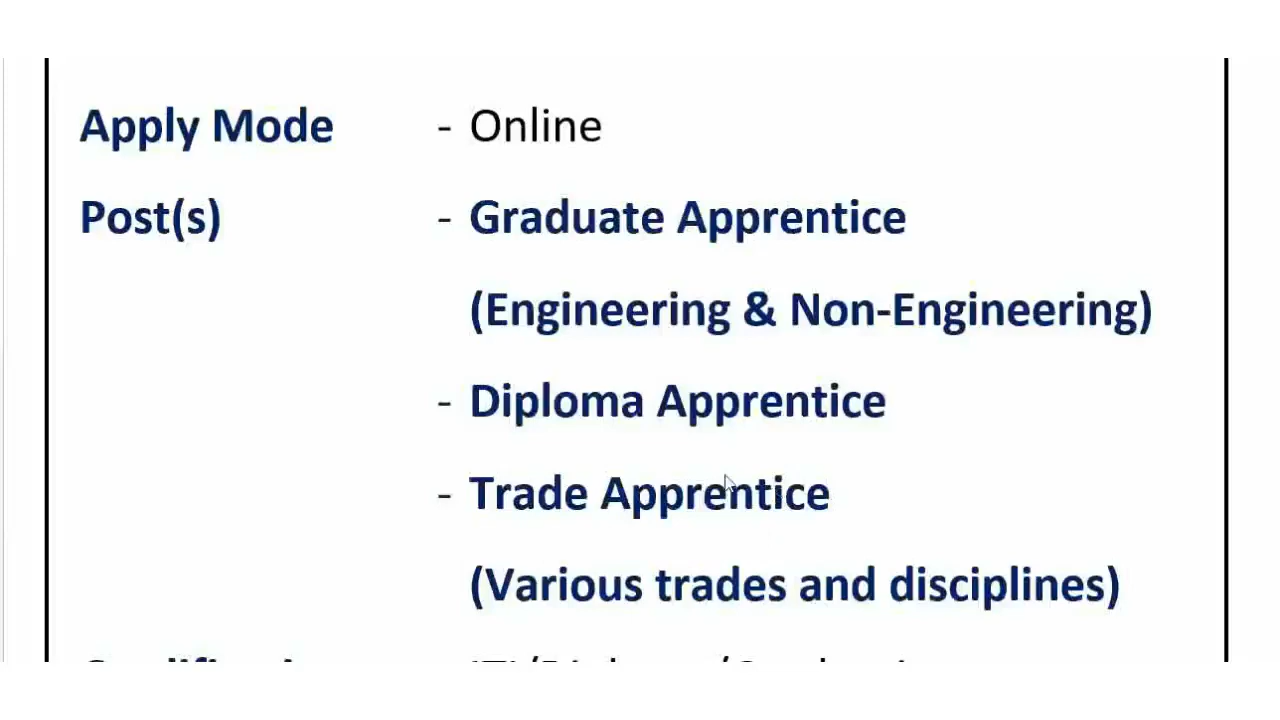 Apply Mode - Online
Post(s) - Graduate Apprentice
(Engineering & Non-Engineering)
- Diploma Apprentice
- Trade Apprentice
(Various trades and disciplines)